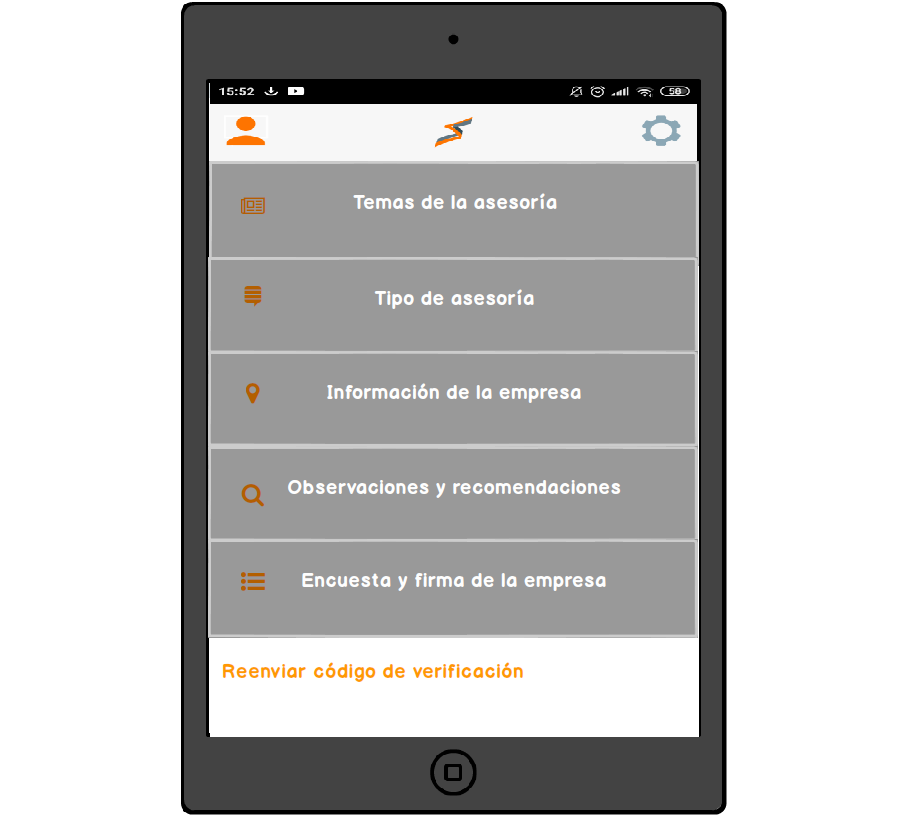 15:52
58
Temas de la asesoría
Tipo de asesoría
Información de la empresa
Observaciones y recomendaciones
Encuesta y firma de la empresa
Reenviar código de verificación